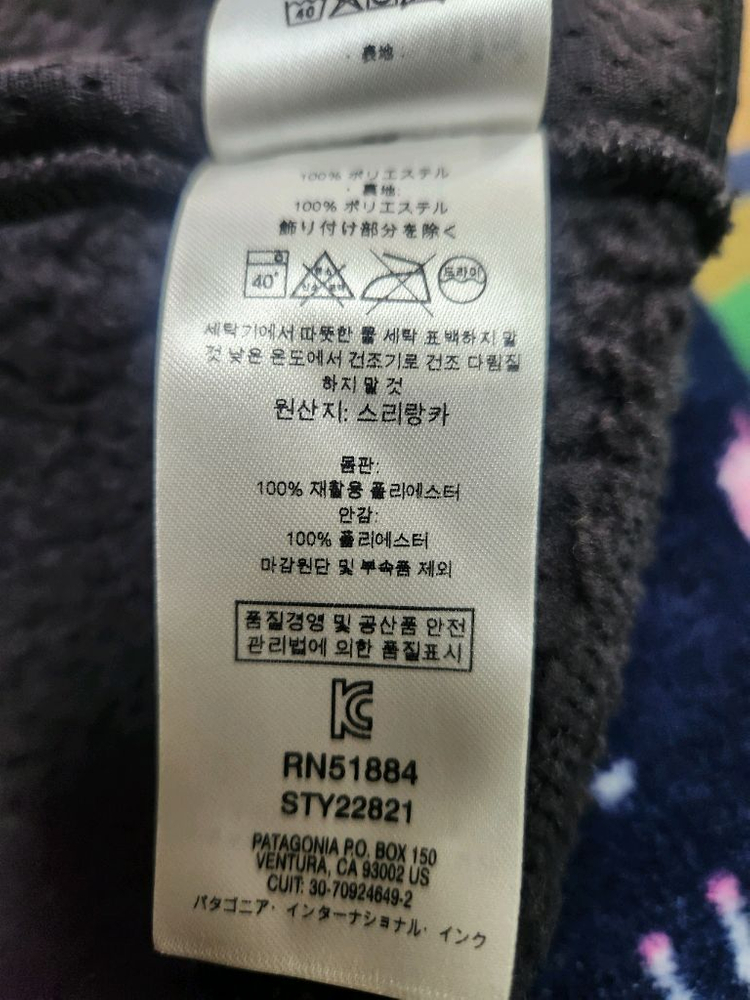 40
・裏地・
100% ポリエステル
・裏地:
100% ポリエステル
飾り付け部分を除く
40°
드라이
세탁기에서 따뜻한 물 세탁 표백하지 말
것 낮은 온도에서 건조기로 건조 다림질
하지 말 것
원산지: 스리랑카
몸판:
100% 재활용 폴리에스터
안감:
100% 폴리에스터
마감원단 및 부속품 제외
품질경영 및 공산품 안전
관리법에 의한 품질표시
RN51884
STY22821
PATAGONIA P.O. BOX 150
VENTURA, CA 93002 US
CUIT: 30-70924649-2
パタゴニア・インターナショナル・インク